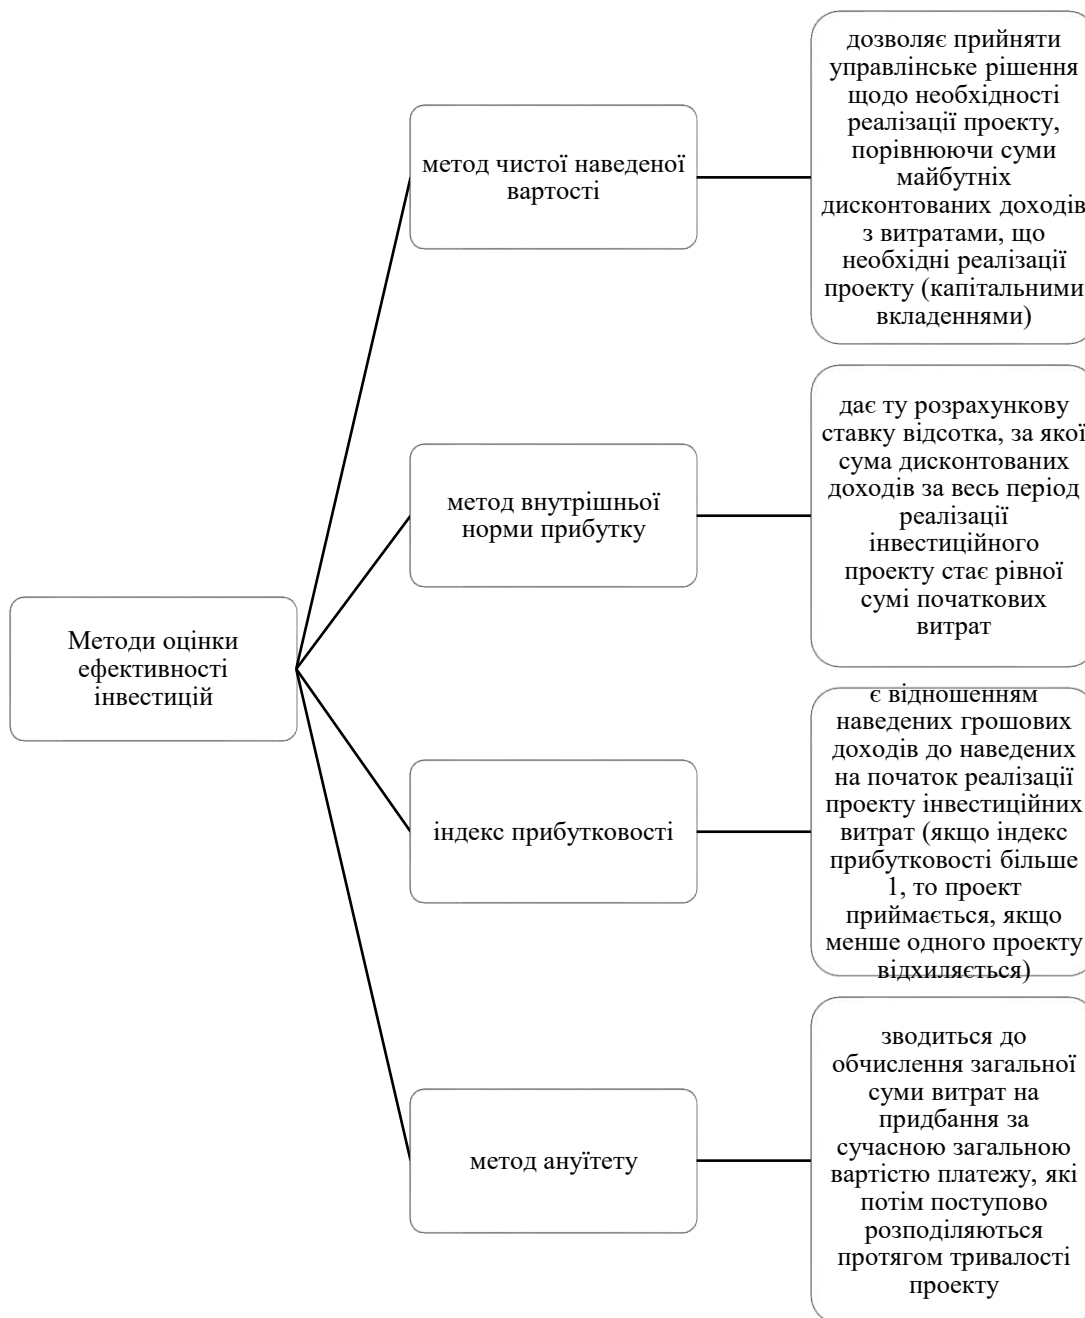 Методи оцінки
ефективності
інвестицій
метод чистої наведеної
вартості
дозволяє прийняти
управлінське рішення
щодо необхідності
реалізації проекту,
порівнюючи суми
майбутніх
дисконтованих доходів
з витратами, що
необхідні реалізації
проекту (капітальними
вкладеннями)
метод внутрішньої
норми прибутку
дає ту розрахункову
ставку відсотка, за якої
сума дисконтованих
доходів за весь період
реалізації
інвестиційного
проекту стає рівної
сумі початкових
витрат
індекс прибутковості
є відношенням
наведених грошових
доходів до наведених
на початок реалізації
проекту інвестиційних
витрат (якщо індекс
прибутковості більше
1, то проект
приймається, якщо
менше одного проекту
відхиляється)
метод ануїтету
зводиться до
обчислення загальної
суми витрат на
придбання за
сучасною загальною
вартістю платежу, які
потім поступово
розподіляються
протягом тривалості
проекту